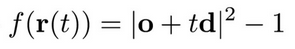 f(𝐫(t)) = |𝐨 + t𝐝|² − 1